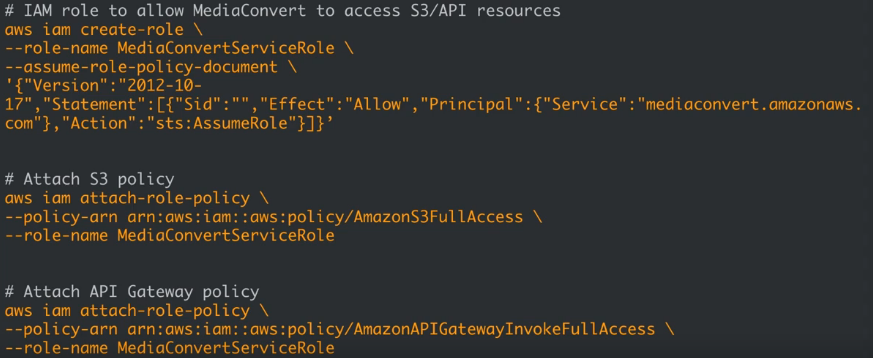 # IAM role to allow MediaConvert to access S3/API resources
aws iam create-role \
--role-name MediaConvertServiceRole \
--assume-role-policy-document \
'{"Version":"2012-10-
17","Statement":[{"Sid":"","Effect":"Allow","Principal":{"Service":"mediaconvert.amazonaws.
com"},"Action":"sts:AssumeRole"}]}’
# Attach S3 policy
aws iam attach-role-policy \
--policy-arn arn:aws:iam::aws:policy/AmazonS3FullAccess \
--role-name MediaConvertServiceRole
# Attach API Gateway policy
aws iam attach-role-policy \
--policy-arn arn:aws:iam::aws:policy/AmazonAPIGatewayInvokeFullAccess \
--role-name MediaConvertServiceRole